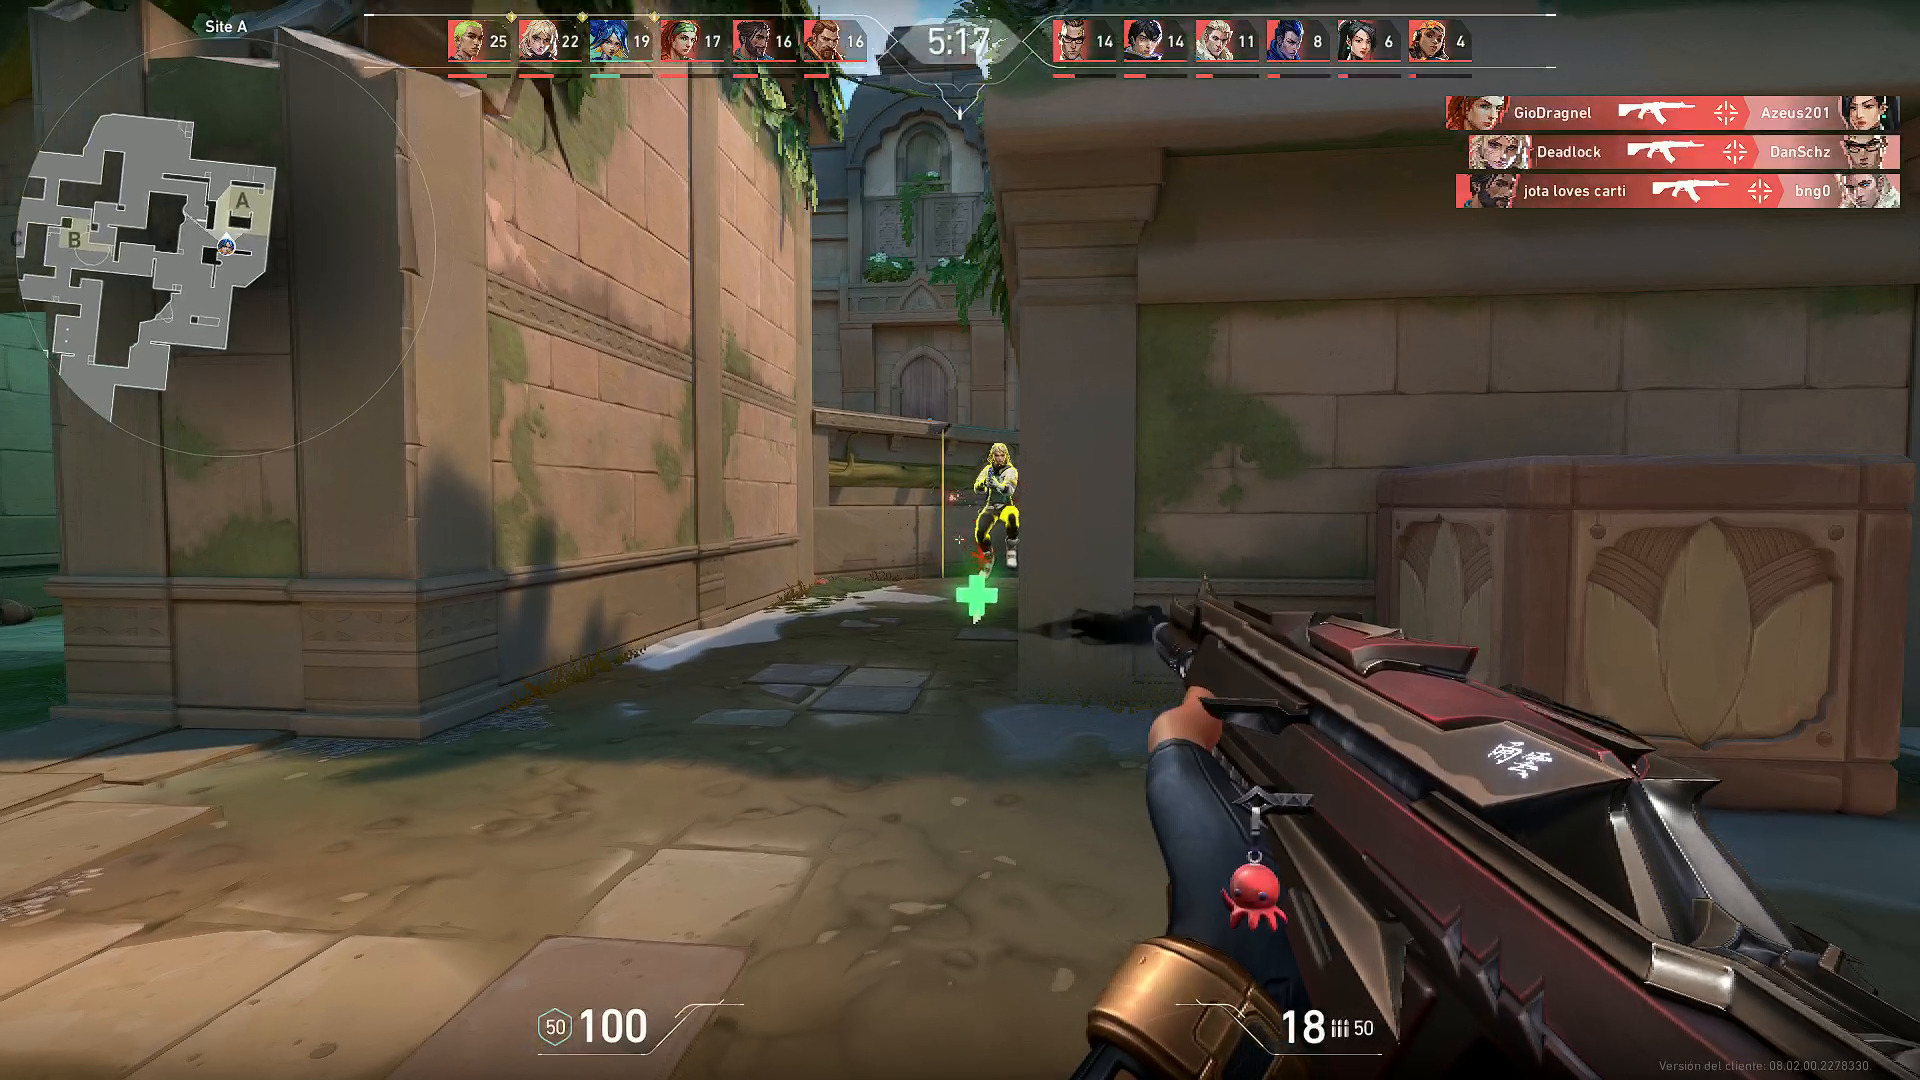 Site A
25 22 19 17 16 16 5:17 14 14 11 8 6 4
GioDragnel Azeus201
Deadlock DanSchz
jota loves carti bng0
A
B
C
50 100
18 50
Versión del cliente: 08.02.00.2278330.